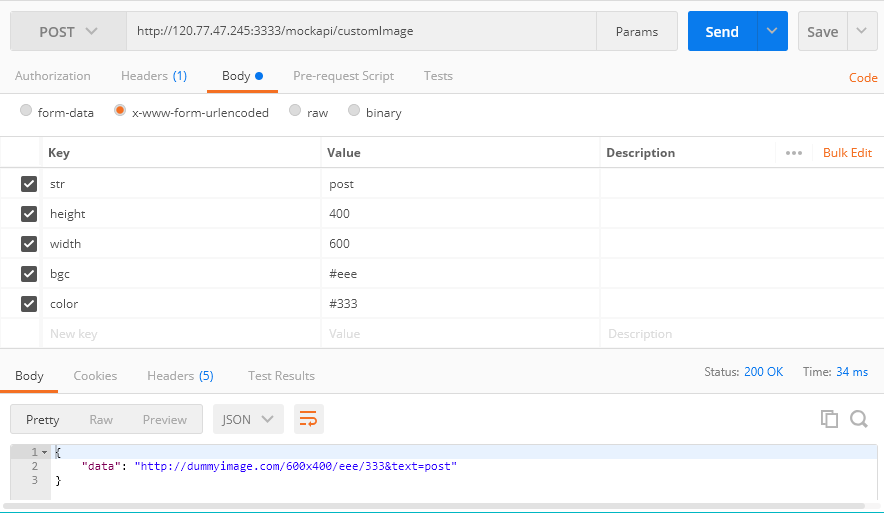 POST http://120.77.47.245:3333/mockapi/customImage Params Send Save
Authorization Headers (1) Body Pre-request Script Tests Code
form-data x-www-form-urlencoded raw binary
Key Value Description ••• Bulk Edit
str post
height 400
width 600
bgc #eee
color #333
New key Value Description
Body Cookies Headers (5) Test Results Status: 200 OK Time: 34 ms
Pretty Raw Preview JSON
1 {
2 "data": "http://dummyimage.com/600x400/eee/333&text=post"
3 }